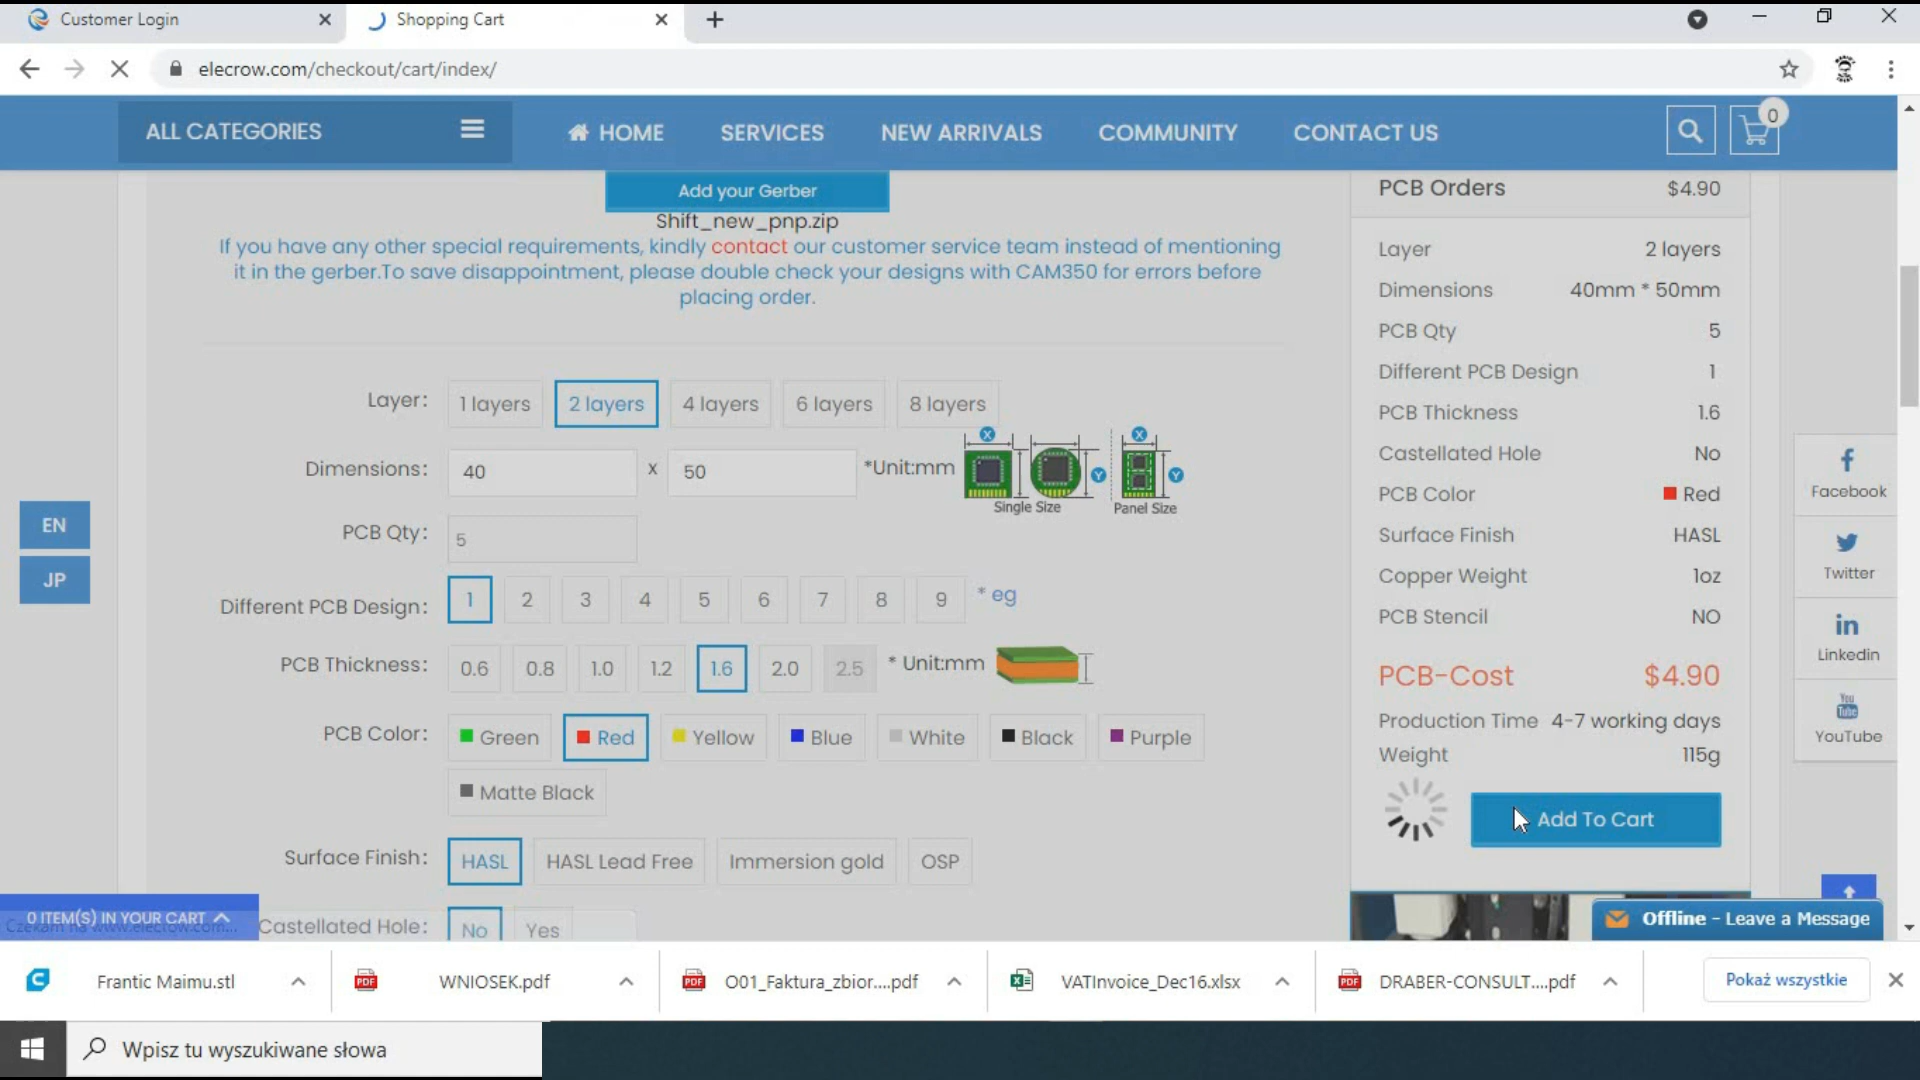 Customer Login
Shopping Cart
elecrow.com/checkout/cart/index/
ALL CATEGORIES
HOME
SERVICES
NEW ARRIVALS
COMMUNITY
CONTACT US
0
Add your Gerber
Shift_new_pnp.zip
If you have any other special requirements, kindly contact our customer service team instead of mentioning
it in the gerber.To save disappointment, please double check your designs with CAM350 for errors before
placing order.
Layer:
1 layers
2 layers
4 layers
6 layers
8 layers
Dimensions:
40
x
50
*Unit:mm
X
Y
X
Y
Single Size
Panel Size
PCB Qty:
5
Different PCB Design:
1
2
3
4
5
6
7
8
9
* eg
PCB Thickness:
0.6
0.8
1.0
1.2
1.6
2.0
2.5
* Unit:mm
PCB Color:
Green
Red
Yellow
Blue
White
Black
Purple
Matte Black
Surface Finish:
HASL
HASL Lead Free
Immersion gold
OSP
Castellated Hole:
No
Yes
EN
JP
0 ITEM(S) IN YOUR CART
Czekam na www.elecrow.com...
PCB Orders $4.90
Layer 2 layers
Dimensions 40mm * 50mm
PCB Qty 5
Different PCB Design 1
PCB Thickness 1.6
Castellated Hole No
PCB Color Red
Surface Finish HASL
Copper Weight 1oz
PCB Stencil NO
PCB-Cost $4.90
Production Time 4-7 working days
Weight 115g
Add To Cart
Facebook
Twitter
in
Linkedin
You
Tube
YouTube
Offline - Leave a Message
Frantic Maimu.stl
PDF
WNIOSEK.pdf
PDF
O01_Faktura_zbior....pdf
VATInvoice_Dec16.xlsx
PDF
DRABER-CONSULT....pdf
Pokaż wszystkie
Wpisz tu wyszukiwane słowa